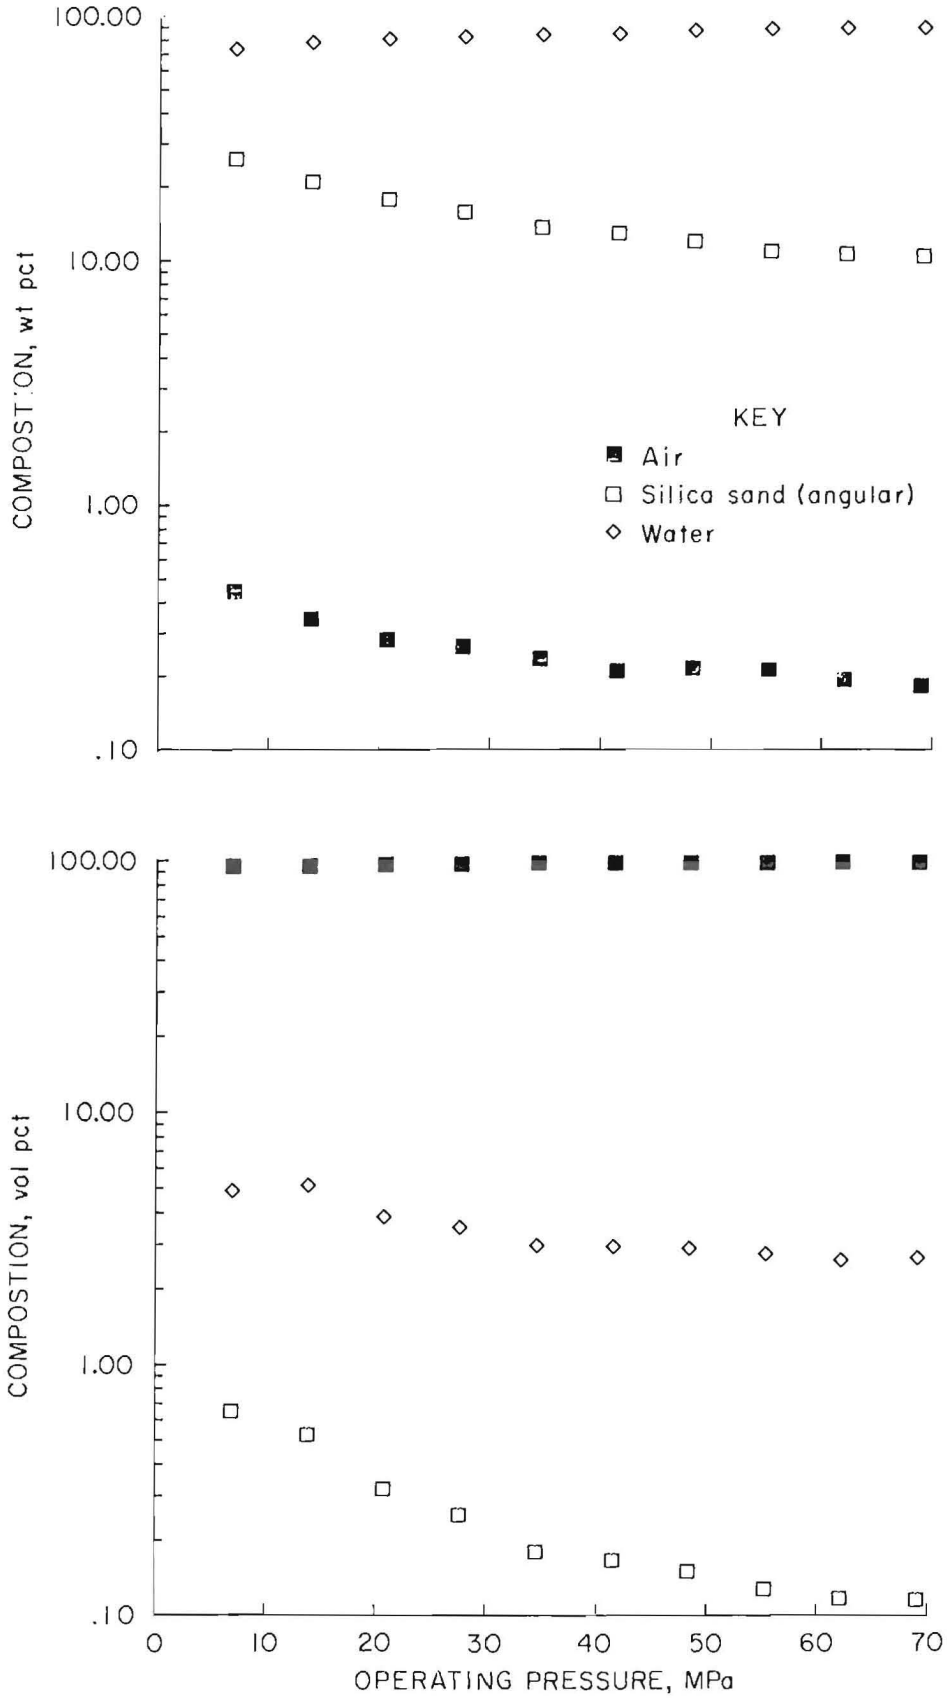 100.00
10.00
1.00
.10
COMPOSTION, wt pct
KEY
Air
Silica sand (angular)
Water
100.00
10.00
1.00
.10
COMPOSTION, vol pct
0 10 20 30 40 50 60 70
OPERATING PRESSURE, MPa